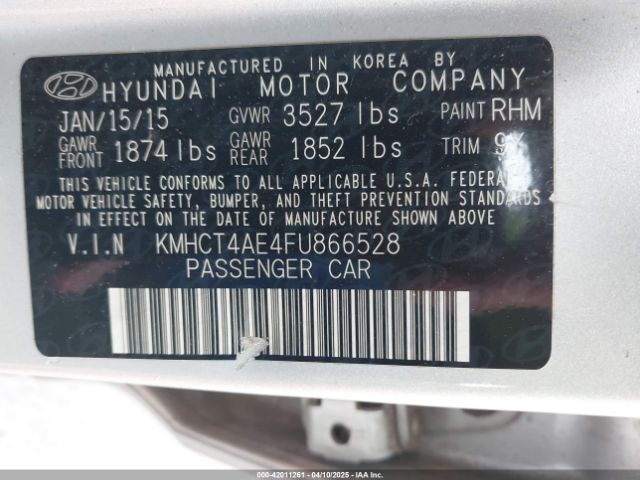 MANUFACTURED IN KOREA BY
HYUNDAI MOTOR COMPANY
JAN/15/15 GVWR 3527 lbs PAINT RHM
GAWR FRONT 1874 lbs GAWR REAR 1852 lbs TRIM 9Y
THIS VEHICLE CONFORMS TO ALL APPLICABLE U.S.A. FEDERAL
MOTOR VEHICLE SAFETY, BUMPER, AND THEFT PREVENTION STANDARDS
IN EFFECT ON THE DATE OF MANUFACTURE SHOWN ABOVE
V.I.N KMHCT4AE4FU866528
PASSENGER CAR
000-42011261 - 04/10/2025 - IAAI.COM